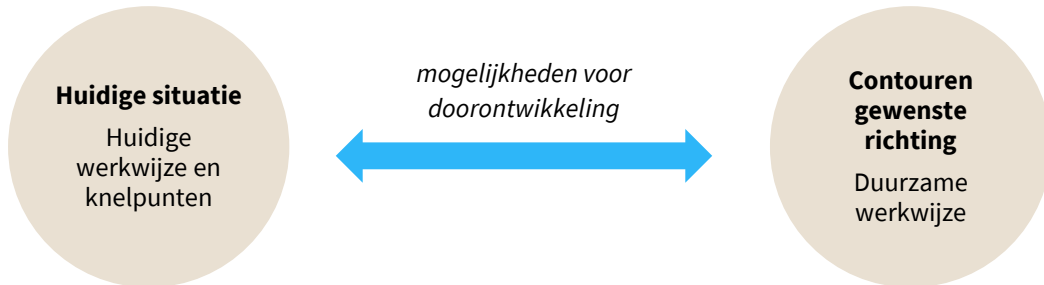 Huidige situatie
Huidige
werkwijze en
knelpunten
mogelijkheden voor
doorontwikkeling
Contouren
gewenste
richting
Duurzame
werkwijze